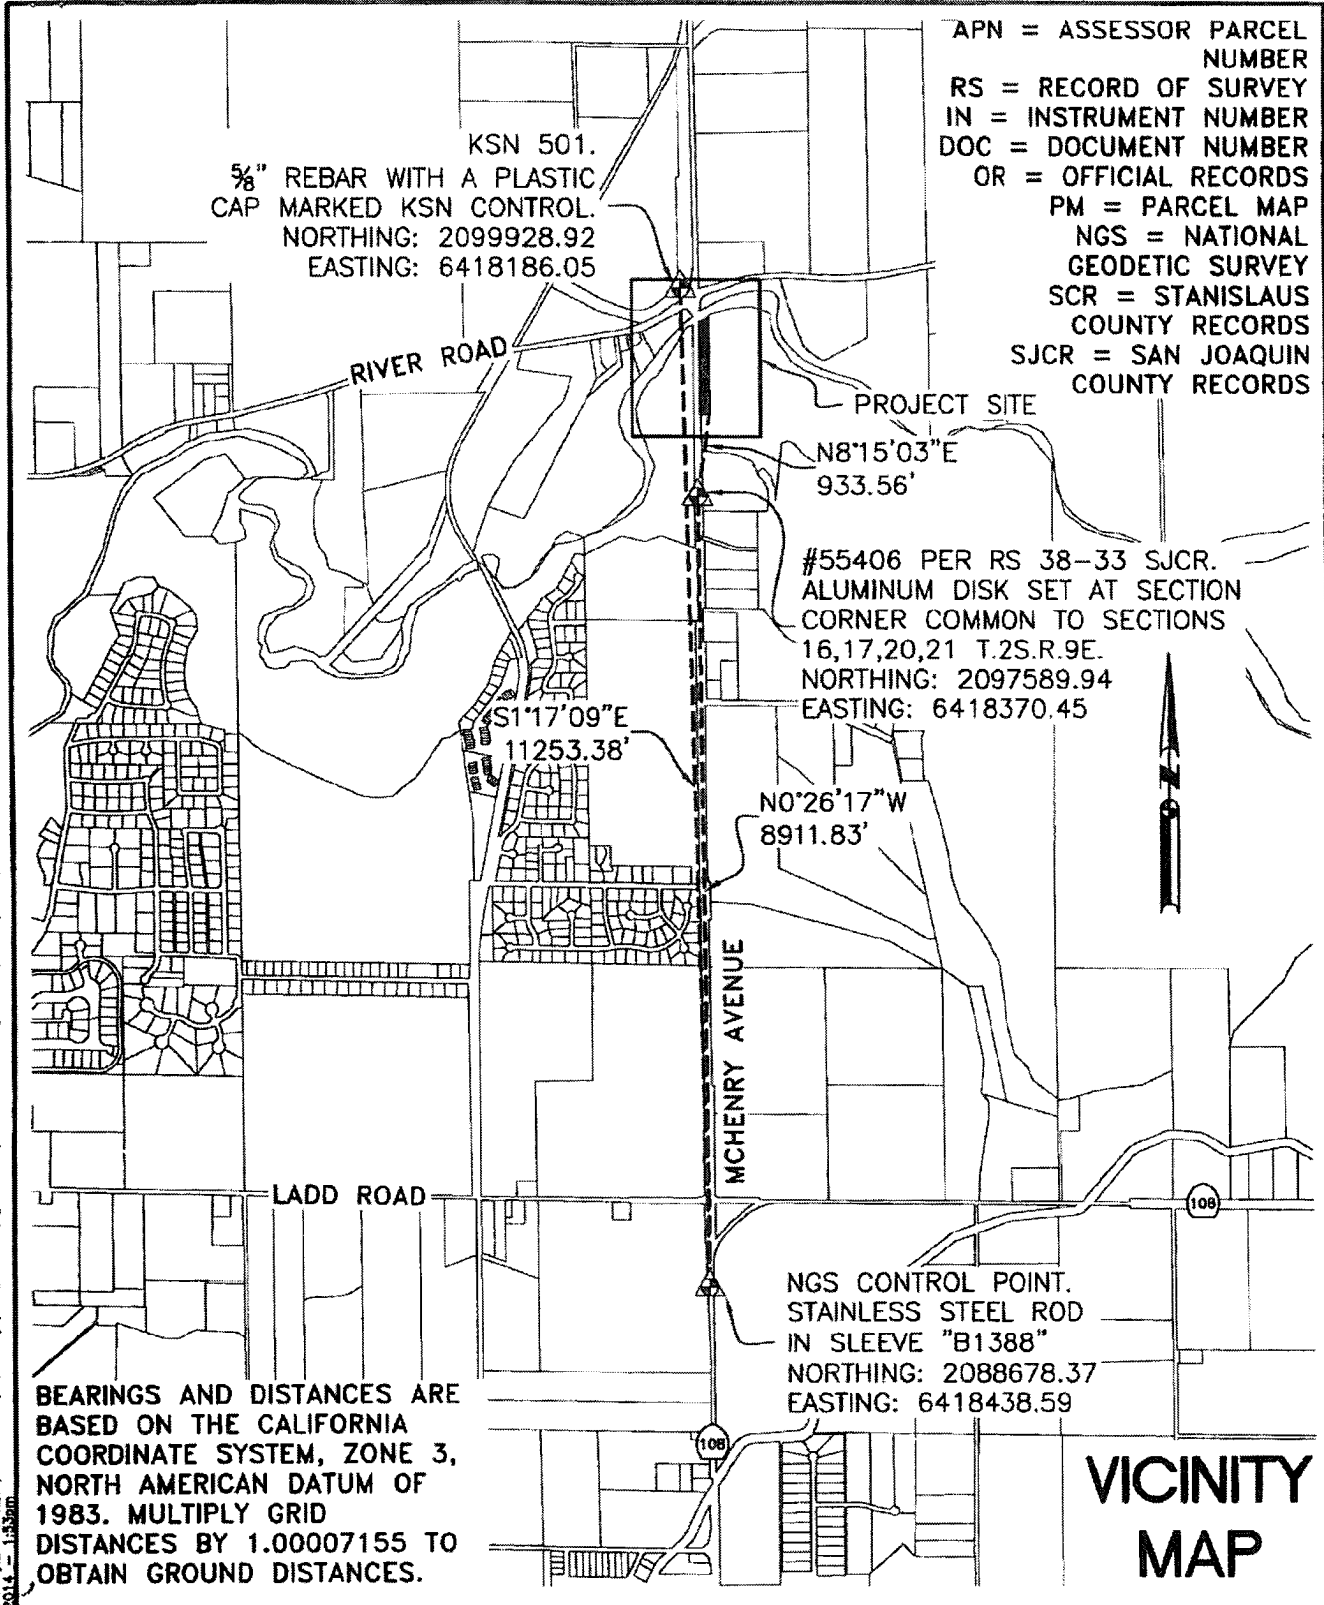 APN = ASSESSOR PARCEL
NUMBER
RS = RECORD OF SURVEY
IN = INSTRUMENT NUMBER
DOC = DOCUMENT NUMBER
OR = OFFICIAL RECORDS
PM = PARCEL MAP
NGS = NATIONAL
GEODETIC SURVEY
SCR = STANISLAUS
COUNTY RECORDS
SJCR = SAN JOAQUIN
COUNTY RECORDS
KSN 501.
⅝" REBAR WITH A PLASTIC
CAP MARKED KSN CONTROL.
NORTHING: 2099928.92
EASTING: 6418186.05
RIVER ROAD
PROJECT SITE
N8°15'03"E
933.56'
#55406 PER RS 38-33 SJCR.
ALUMINUM DISK SET AT SECTION
CORNER COMMON TO SECTIONS
16,17,20,21 T.2S.R.9E.
NORTHING: 2097589.94
EASTING: 6418370.45
S1°17'09"E
11253.38'
N
N0°26'17"W
8911.83'
MCHENRY AVENUE
LADD ROAD
108
NGS CONTROL POINT.
STAINLESS STEEL ROD
IN SLEEVE "B1388"
NORTHING: 2088678.37
EASTING: 6418438.59
108
BEARINGS AND DISTANCES ARE
BASED ON THE CALIFORNIA
COORDINATE SYSTEM, ZONE 3,
NORTH AMERICAN DATUM OF
1983. MULTIPLY GRID
DISTANCES BY 1.00007155 TO
OBTAIN GROUND DISTANCES.
VICINITY
MAP
2014 - 1:53pm